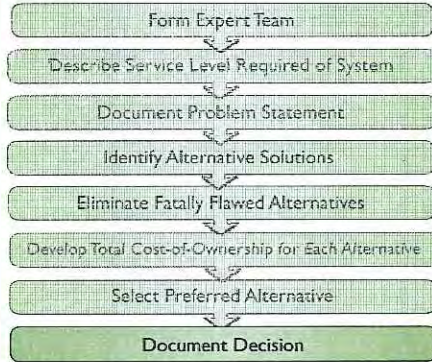 Form Expert Team
Describe Service Level Required of System
Document Problem Statement
Identify Alternative Solutions
Eliminate Fatally Flawed Alternatives
Develop Total Cost-of-Ownership for Each Alternative
Select Preferred Alternative
Document Decision